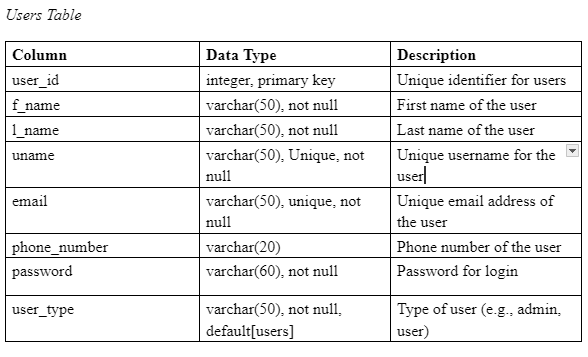 Users Table
Column Data Type Description
user_id integer, primary key Unique identifier for users
f_name varchar(50), not null First name of the user
l_name varchar(50), not null Last name of the user
uname varchar(50), Unique, not Unique username for the
null user
email varchar(50), unique, not Unique email address of
null the user
phone_number varchar(20) Phone number of the user
password varchar(60), not null Password for login
user_type varchar(50), not null, Type of user (e.g., admin,
default[users] user)